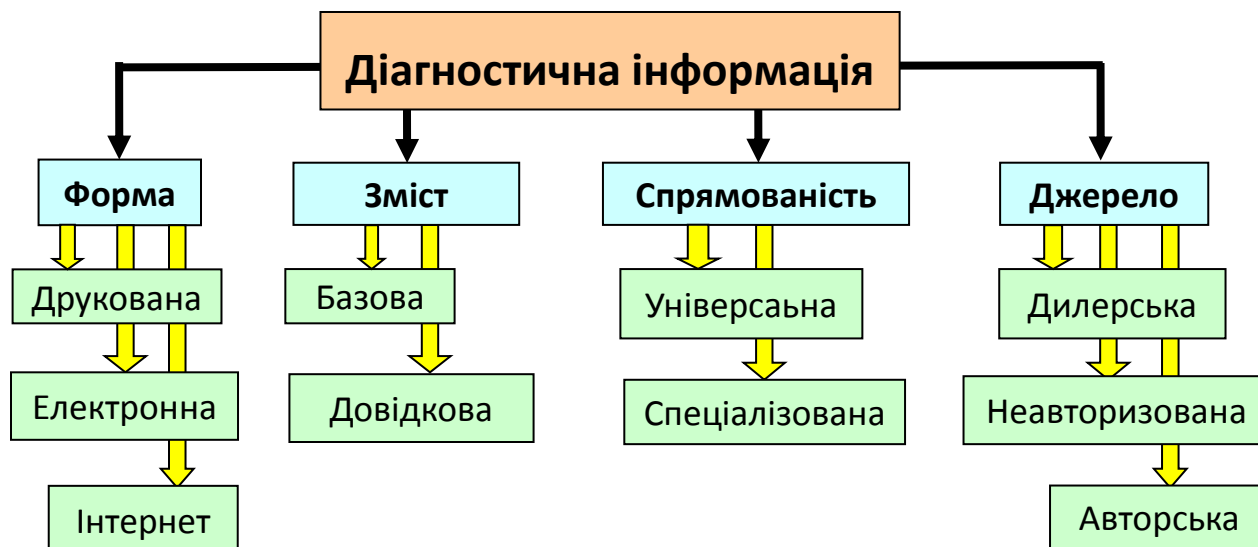 Діагностична інформація
Форма
Зміст
Спрямованість
Джерело
Друкована
Базова
Універсаьна
Дилерська
Електронна
Довідкова
Спеціалізована
Неавторизована
Інтернет
Авторська